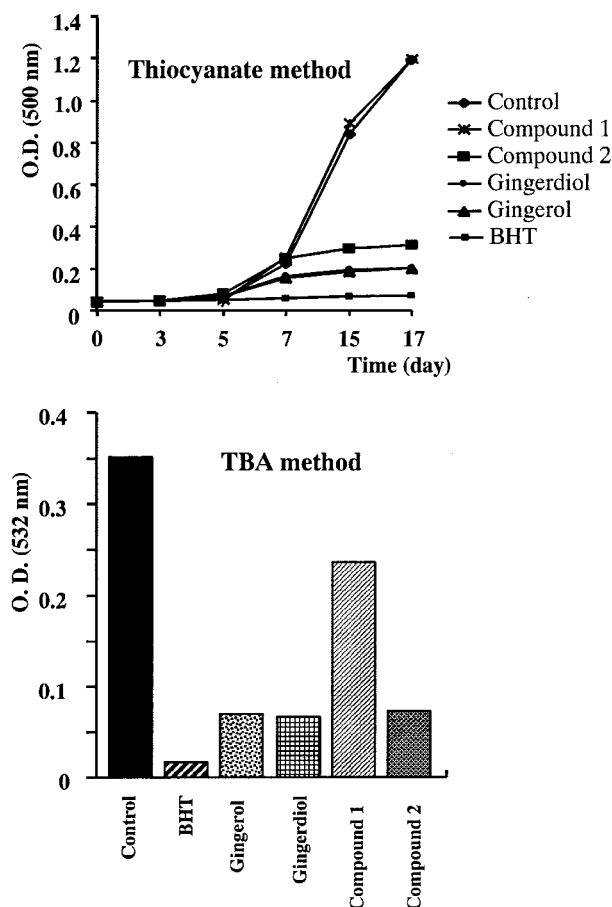 Thiocyanate method
O.D. (500 nm)
1.4
1.2
1.0
0.8
0.6
0.4
0.2
0
0
3
5
7
15
17
Time (day)
Control
Compound 1
Compound 2
Gingerdiol
Gingerol
BHT
TBA method
O. D. (532 nm)
0.4
0.3
0.2
0.1
0
Control
BHT
Gingerol
Gingerdiol
Compound 1
Compound 2